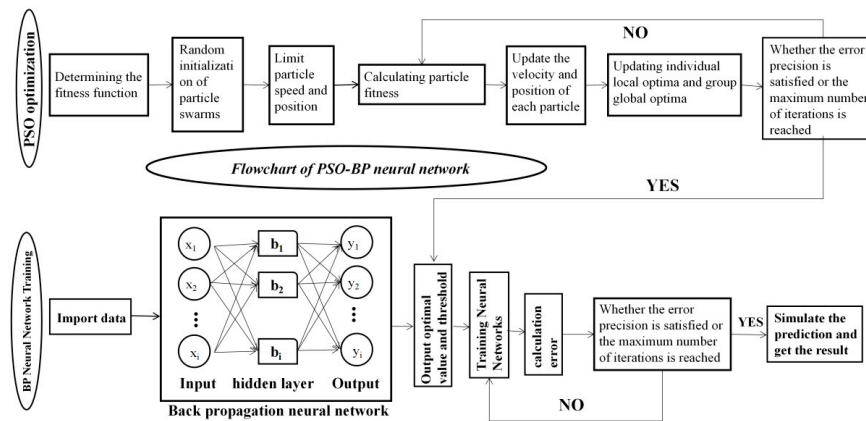 PSO optimization
Determining the
fitness function
Random
initializati
on of
particle
swarms
Limit
particle
speed and
position
Calculating particle
fitness
Update the
velocity and
position of
each particle
Updating individual
local optima and group
global optima
Whether the error
precision is
satisfied or the
maximum number
of iterations is
reached
NO
Flowchart of PSO-BP neural network
YES
BP Neural Network Training
Import data
x1
x2
xi
b1
b2
bi
y1
y2
yi
Input hidden layer Output
Back propagation neural network
Output optimal
value and threshold
Training Neural
Networks
calculation
error
Whether the error
precision is satisfied or
the maximum number
of iterations is reached
YES
Simulate the
prediction and
get the result
NO